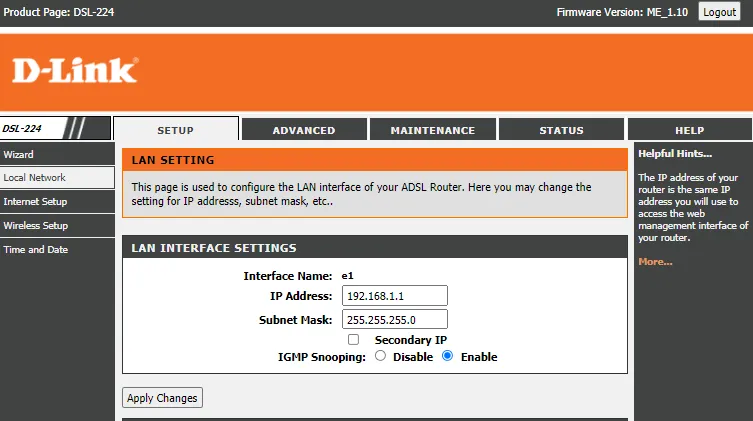 Product Page: DSL-224
Firmware Version: ME_1.10
Logout
D-Link
DSL-224
SETUP
ADVANCED
MAINTENANCE
STATUS
HELP
Wizard
Local Network
Internet Setup
Wireless Setup
Time and Date
LAN SETTING
This page is used to configure the LAN interface of your ADSL Router. Here you may change the
setting for IP addresss, subnet mask, etc..
LAN INTERFACE SETTINGS
Interface Name: e1
IP Address: 192.168.1.1
Subnet Mask: 255.255.255.0
Secondary IP
IGMP Snooping: Disable Enable
Apply Changes
Helpful Hints...
The IP address of your
router is the same IP
address you will use to
access the web
management interface of
your router.
More...